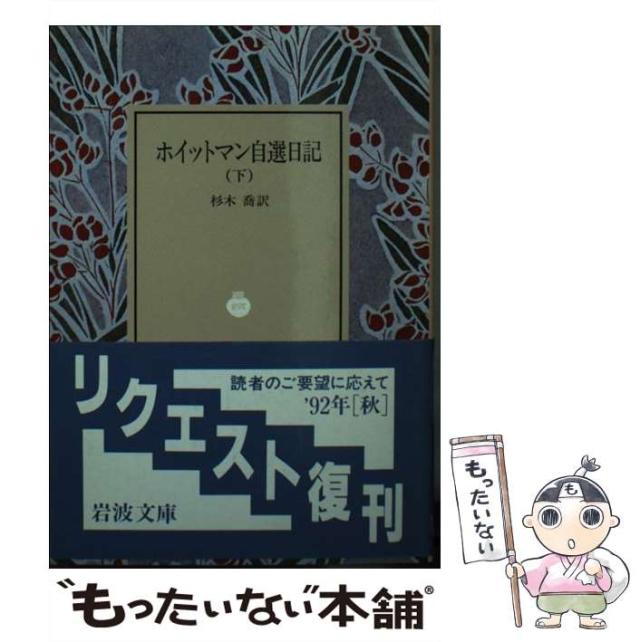 ホイットマン自選日記
(下)
杉木 喬訳
リクエスト復刊
読者のご要望に応えて
'92年[秋]
岩波文庫
もったいない
も
"もったいない"本舗®